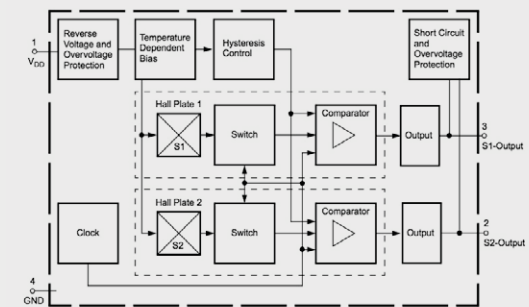 1
V_DD
Reverse
Voltage and
Overvoltage
Protection
Temperature
Dependent
Bias
Hysteresis
Control
Short Circuit
and
Overvoltage
Protection
Hall Plate 1
S1
Switch
Comparator
Output
3
S1-Output
Hall Plate 2
S2
Switch
Comparator
Output
2
S2-Output
Clock
4
GND